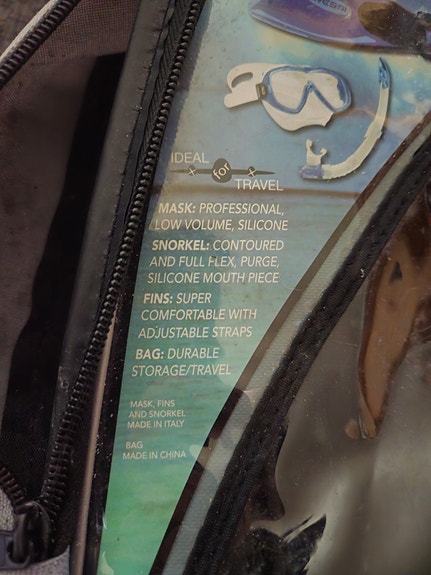 IDEAL
for
TRAVEL
MASK: PROFESSIONAL,
LOW VOLUME, SILICONE
SNORKEL: CONTOURED
AND FULL FLEX, PURGE,
SILICONE MOUTH PIECE
FINS: SUPER
COMFORTABLE WITH
ADJUSTABLE STRAPS
BAG: DURABLE
STORAGE/TRAVEL
MASK, FINS
AND SNORKEL
MADE IN ITALY
BAG
MADE IN CHINA